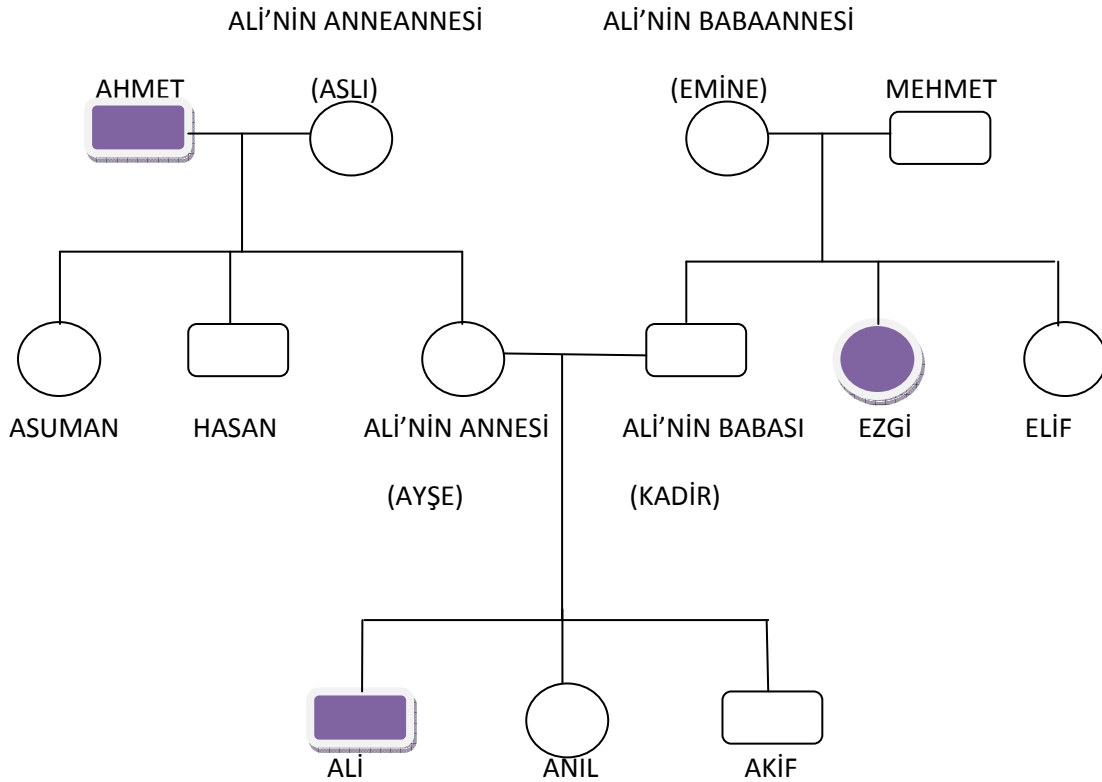 ALİ’NİN ANNEANNESİ ALİ’NİN BABAANNESİ
AHMET (ASLI) (EMİNE) MEHMET
ASUMAN HASAN ALİ’NİN ANNESİ ALİ’NİN BABASI EZGİ ELİF
(AYŞE) (KADİR)
ALİ ANIL AKİF